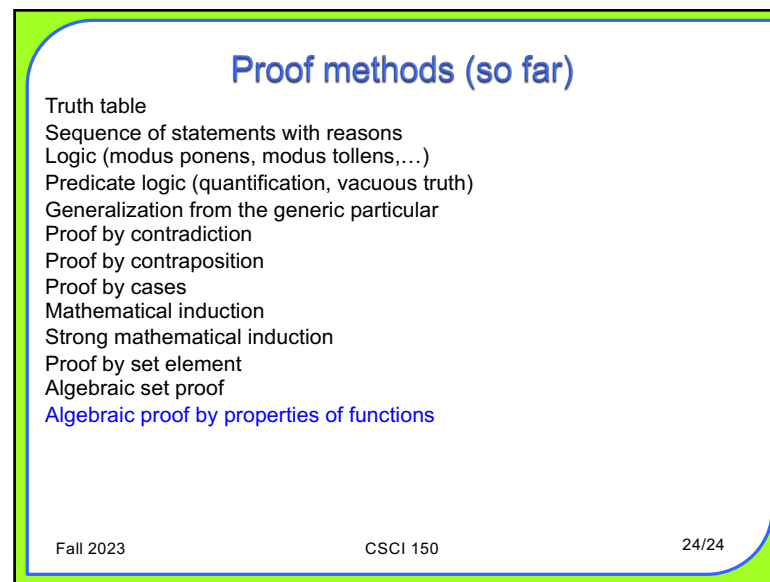 Proof methods (so far)
Truth table
Sequence of statements with reasons
Logic (modus ponens, modus tollens,…)
Predicate logic (quantification, vacuous truth)
Generalization from the generic particular
Proof by contradiction
Proof by contraposition
Proof by cases
Mathematical induction
Strong mathematical induction
Proof by set element
Algebraic set proof
Algebraic proof by properties of functions
Fall 2023 CSCI 150 24/24